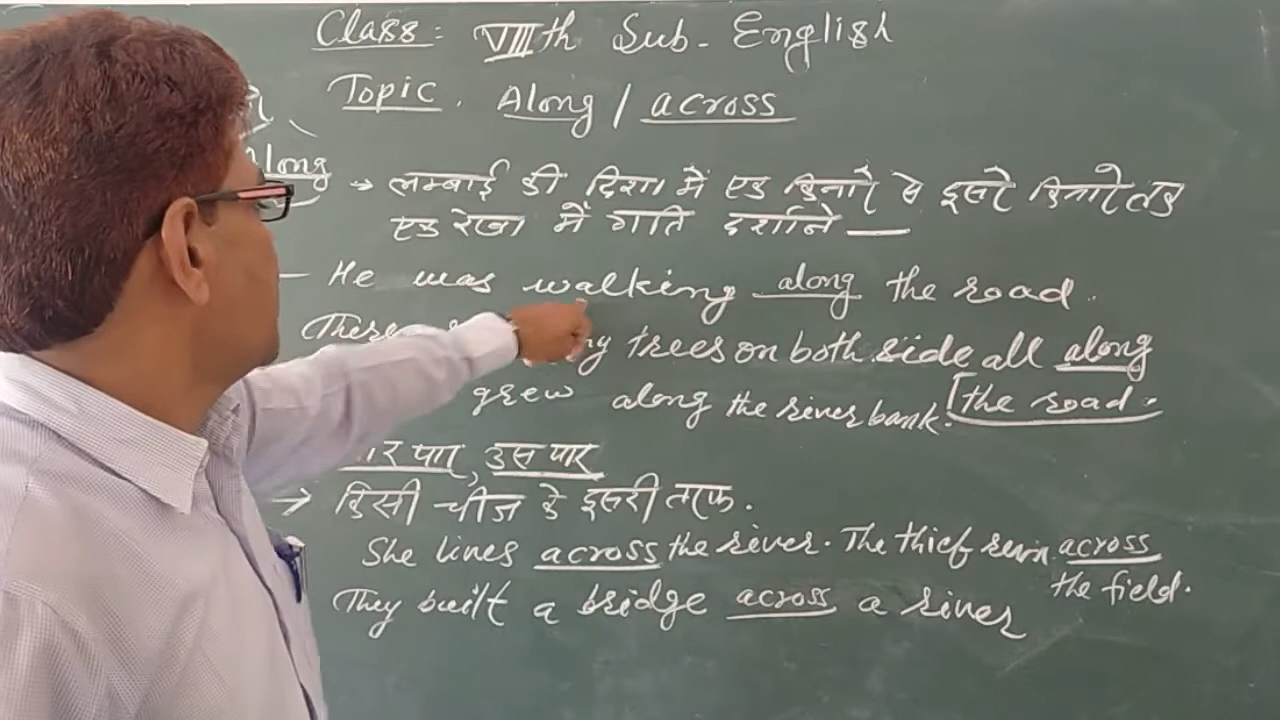 Class: VIIIth Sub- English
Topic. Along / across
Along → लम्बाई की दिशा में एक किनारे से दूसरे किनारे तक
एक रेखा में गति दर्शाने —
- He was walking along the road.
There trees on both side all along
the road.
grew along the river bank.
पार, उस पार
→ किसी चीज के दूसरी तरफ.
She lives across the river. The thief run across
the field.
They built a bridge across a river